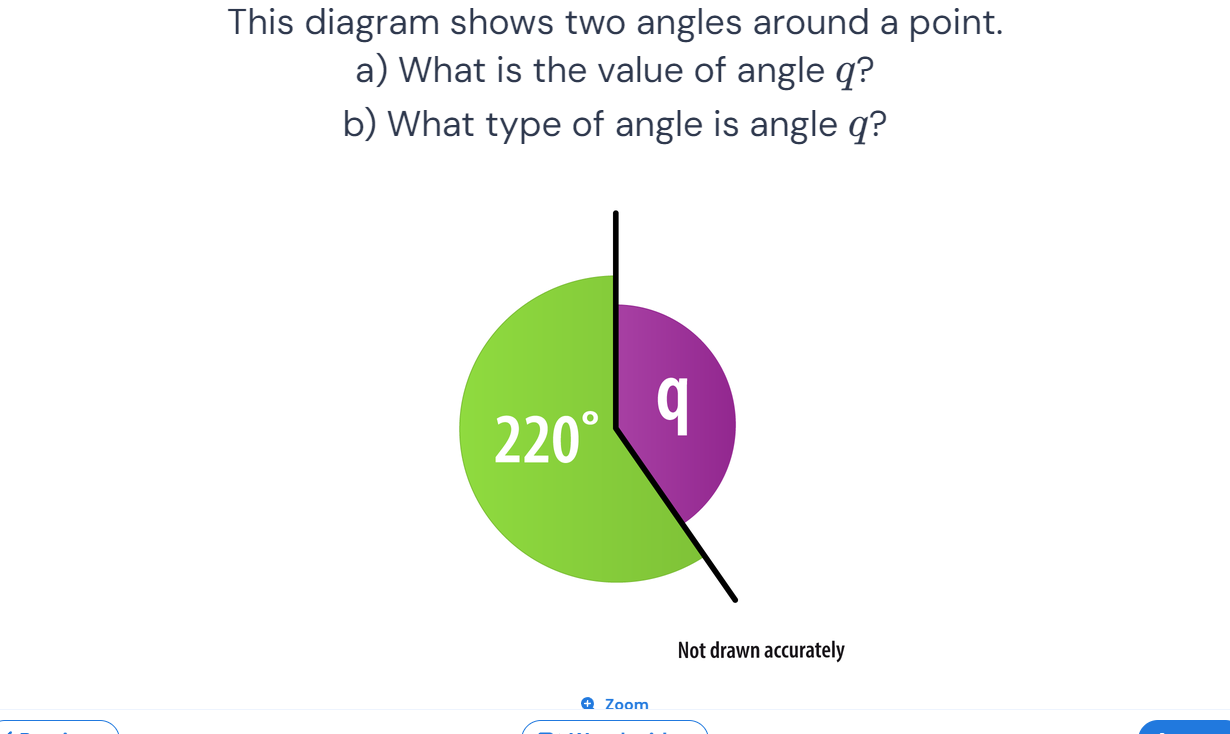 This diagram shows two angles around a point.
a) What is the value of angle q?
b) What type of angle is angle q?
220°
q
Not drawn accurately
Zoom